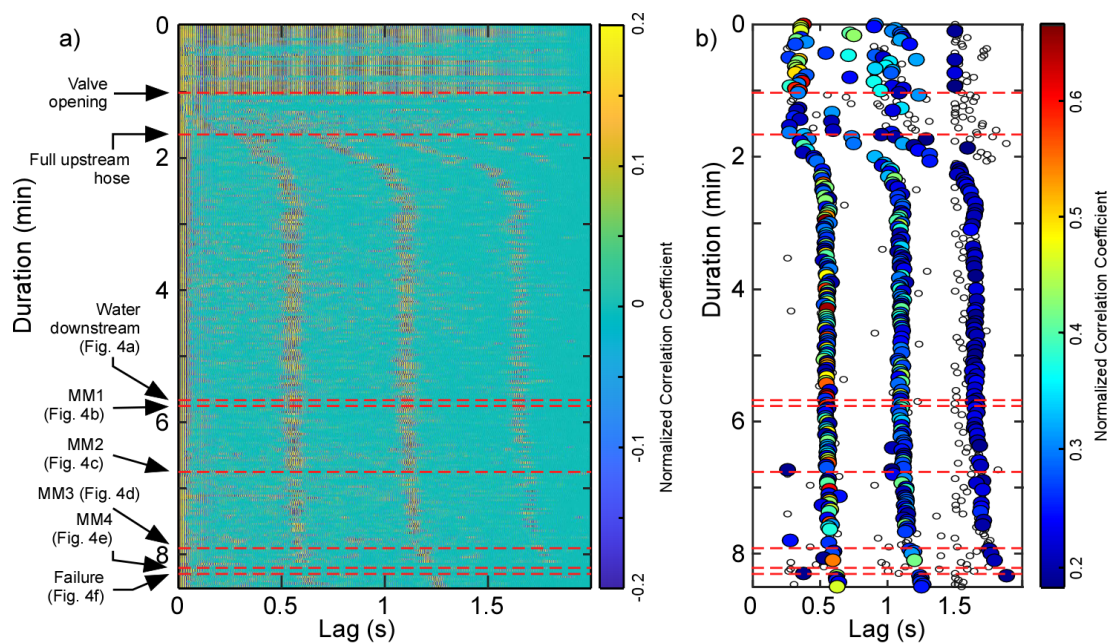 a)
b)
Valve
opening
Full upstream
hose
Water
downstream
(Fig. 4a)
MM1
(Fig. 4b)
MM2
(Fig. 4c)
MM3 (Fig. 4d)
MM4
(Fig. 4e)
Failure
(Fig. 4f)
Duration (min)
0
2
4
6
8
0
0.5
1
1.5
Lag (s)
0.2
0.1
0
-0.1
-0.2
Normalized Correlation Coefficient
Duration (min)
0
2
4
6
8
0
0.5
1
1.5
Lag (s)
0.6
0.5
0.4
0.3
0.2
Normalized Correlation Coefficient